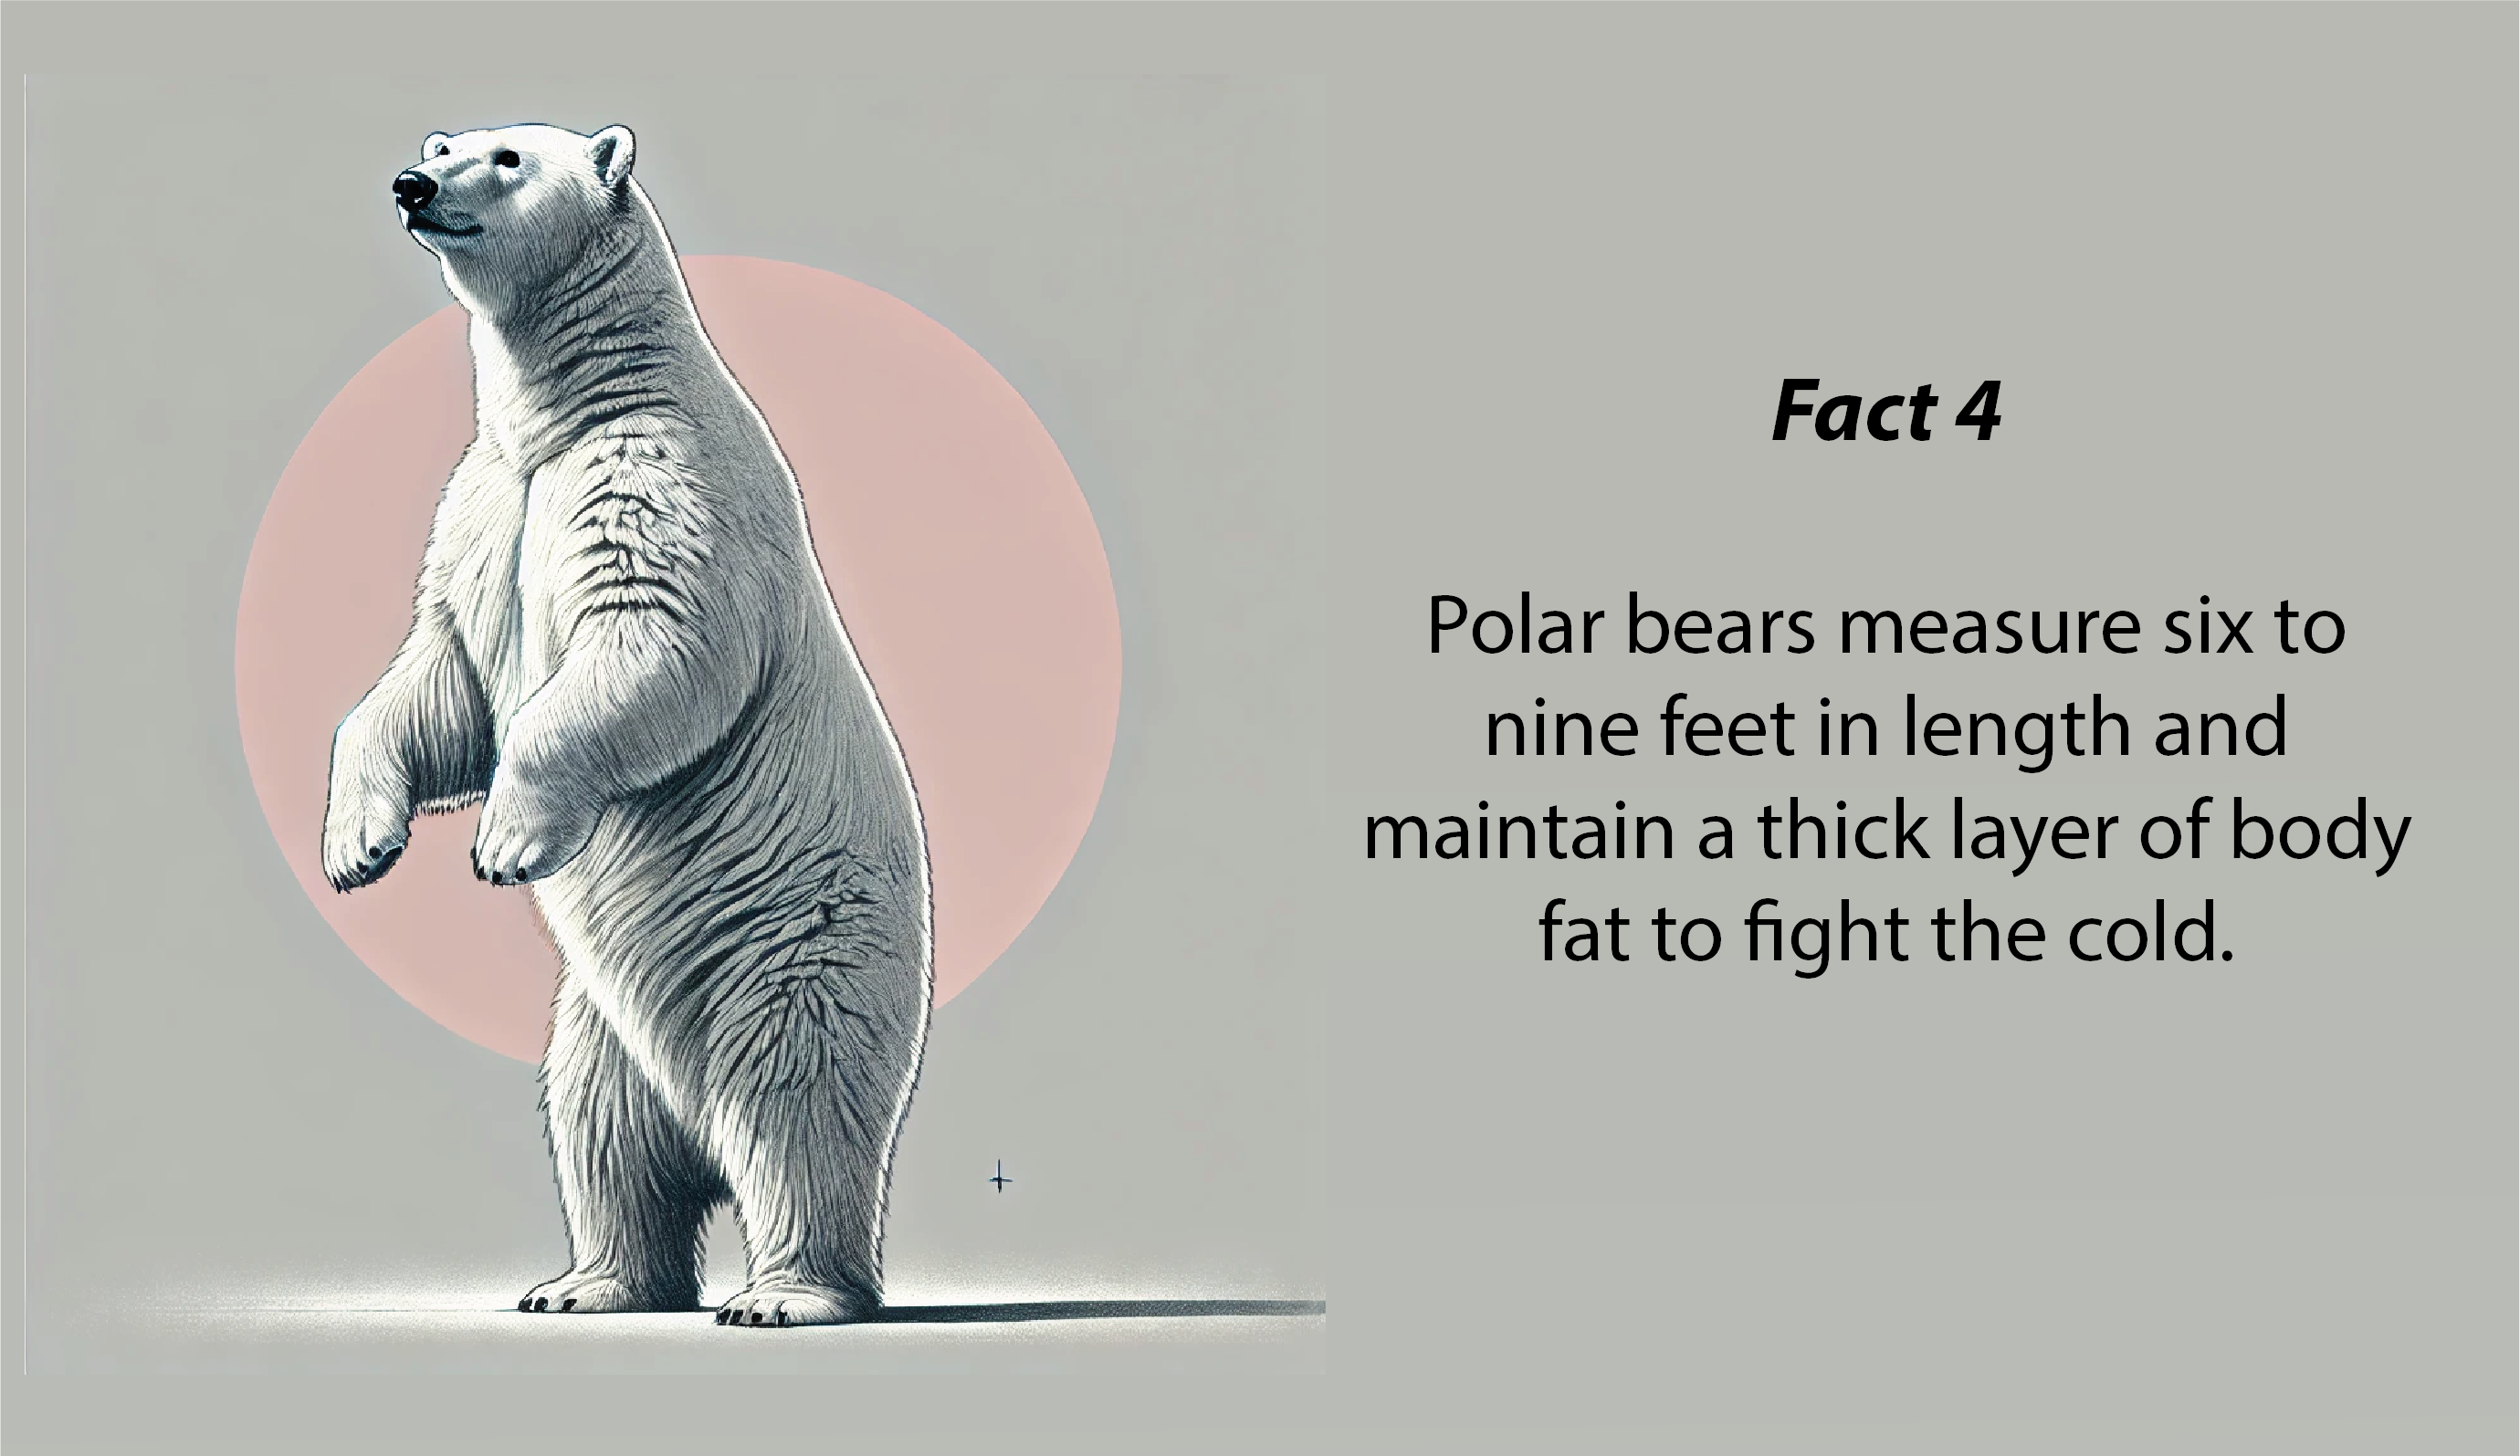 Fact 4
Polar bears measure six to
nine feet in length and
maintain a thick layer of body
fat to fight the cold.